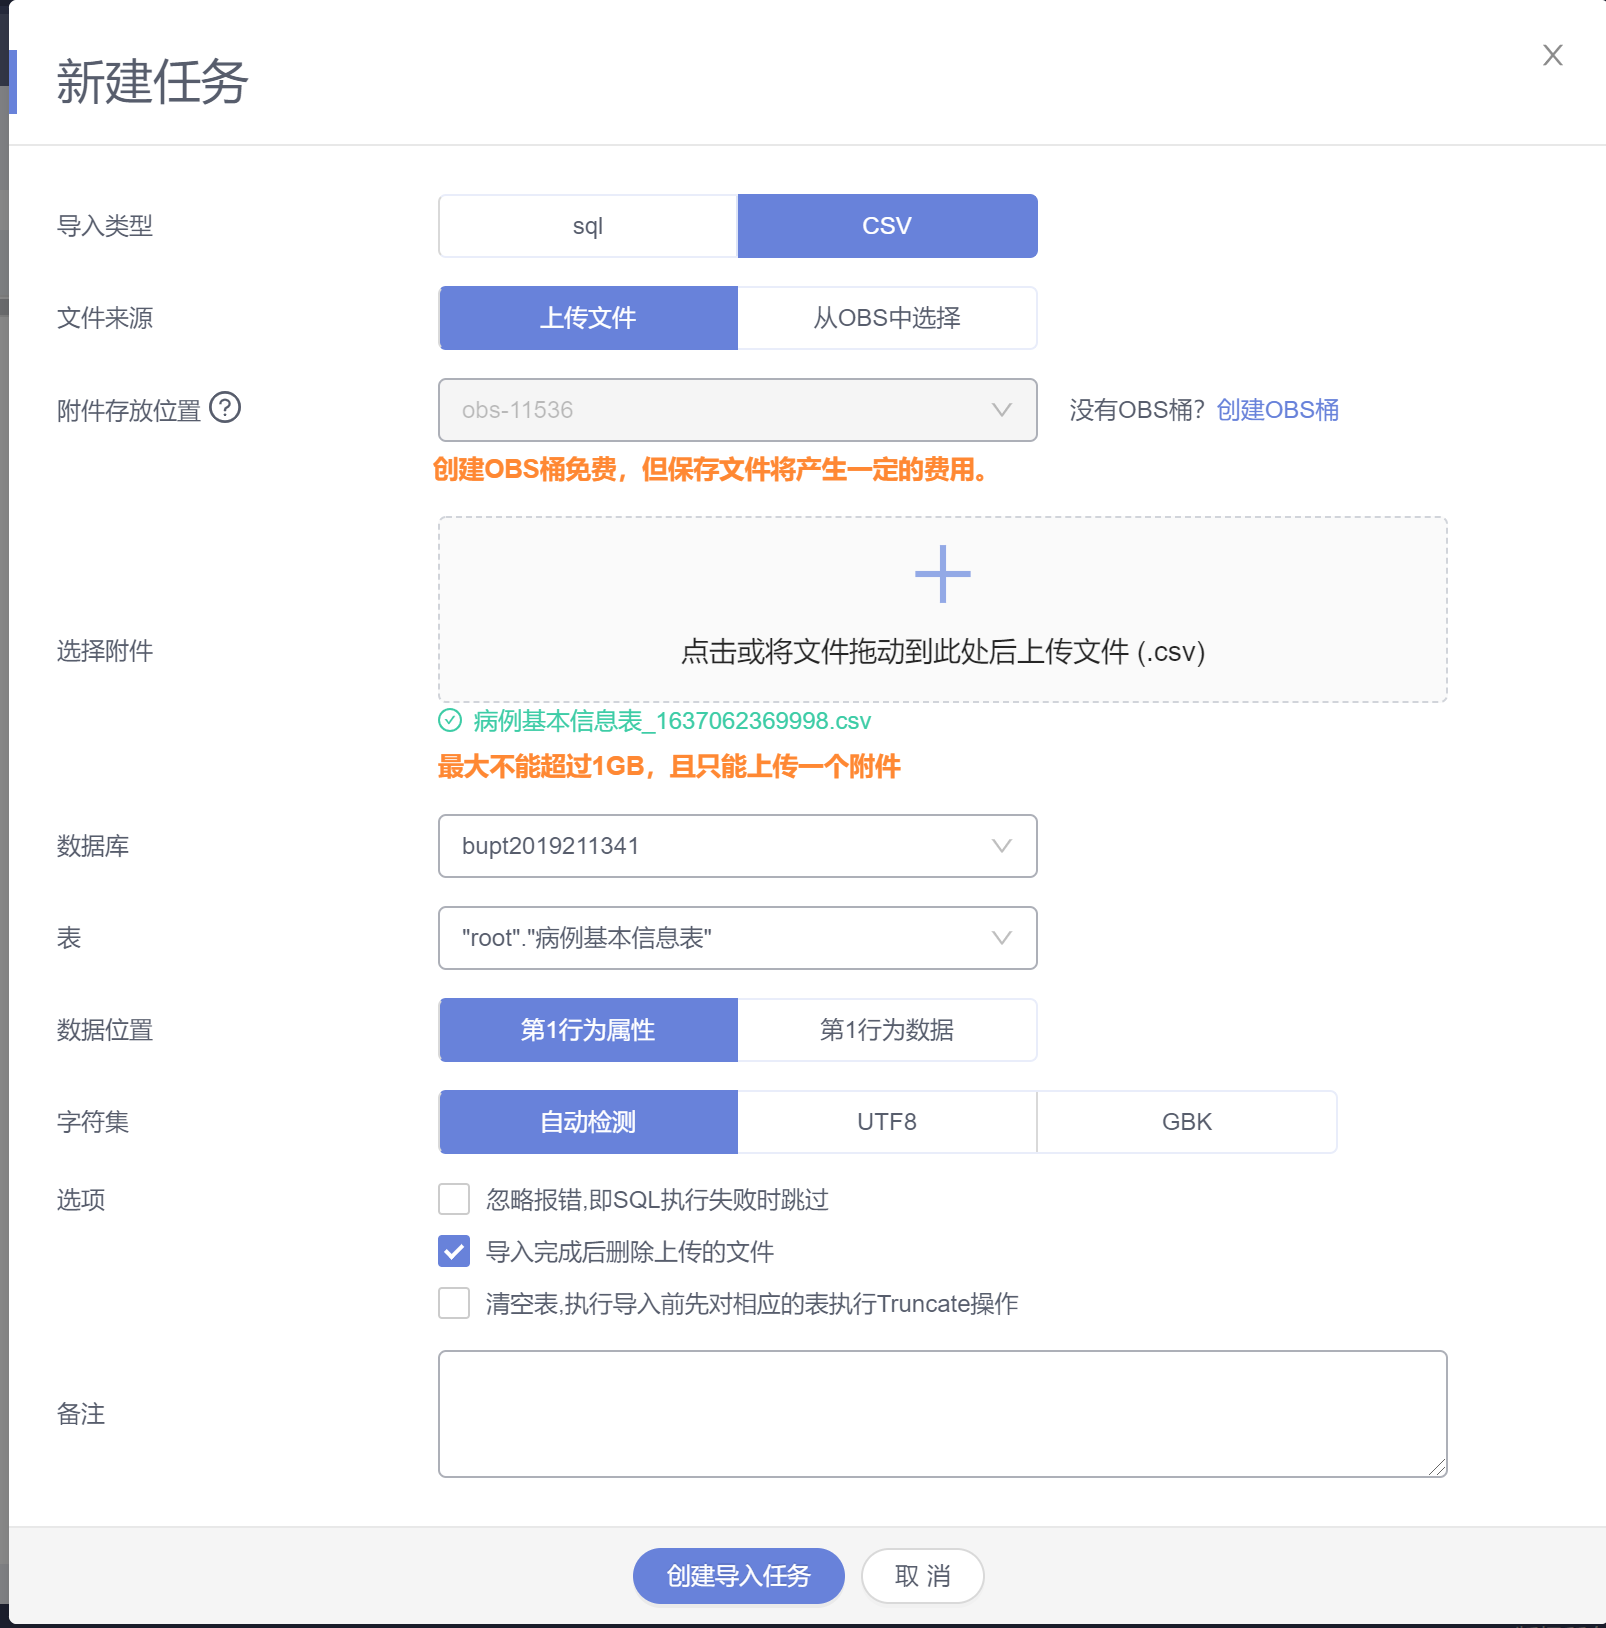 新建任务
导入类型
sql
CSV
文件来源
上传文件
从OBS中选择
附件存放位置
?
obs-11536
没有OBS桶？创建OBS桶
创建OBS桶免费，但保存文件将产生一定的费用。
选择附件
点击或将文件拖动到此处后上传文件 (.csv)
病例基本信息表_1637062369998.csv
最大不能超过1GB，且只能上传一个附件
数据库
bupt2019211341
表
"root"."病例基本信息表"
数据位置
第1行为属性
第1行为数据
字符集
自动检测
UTF8
GBK
选项
忽略报错,即SQL执行失败时跳过
导入完成后删除上传的文件
清空表,执行导入前先对相应的表执行Truncate操作
备注
创建导入任务
取 消